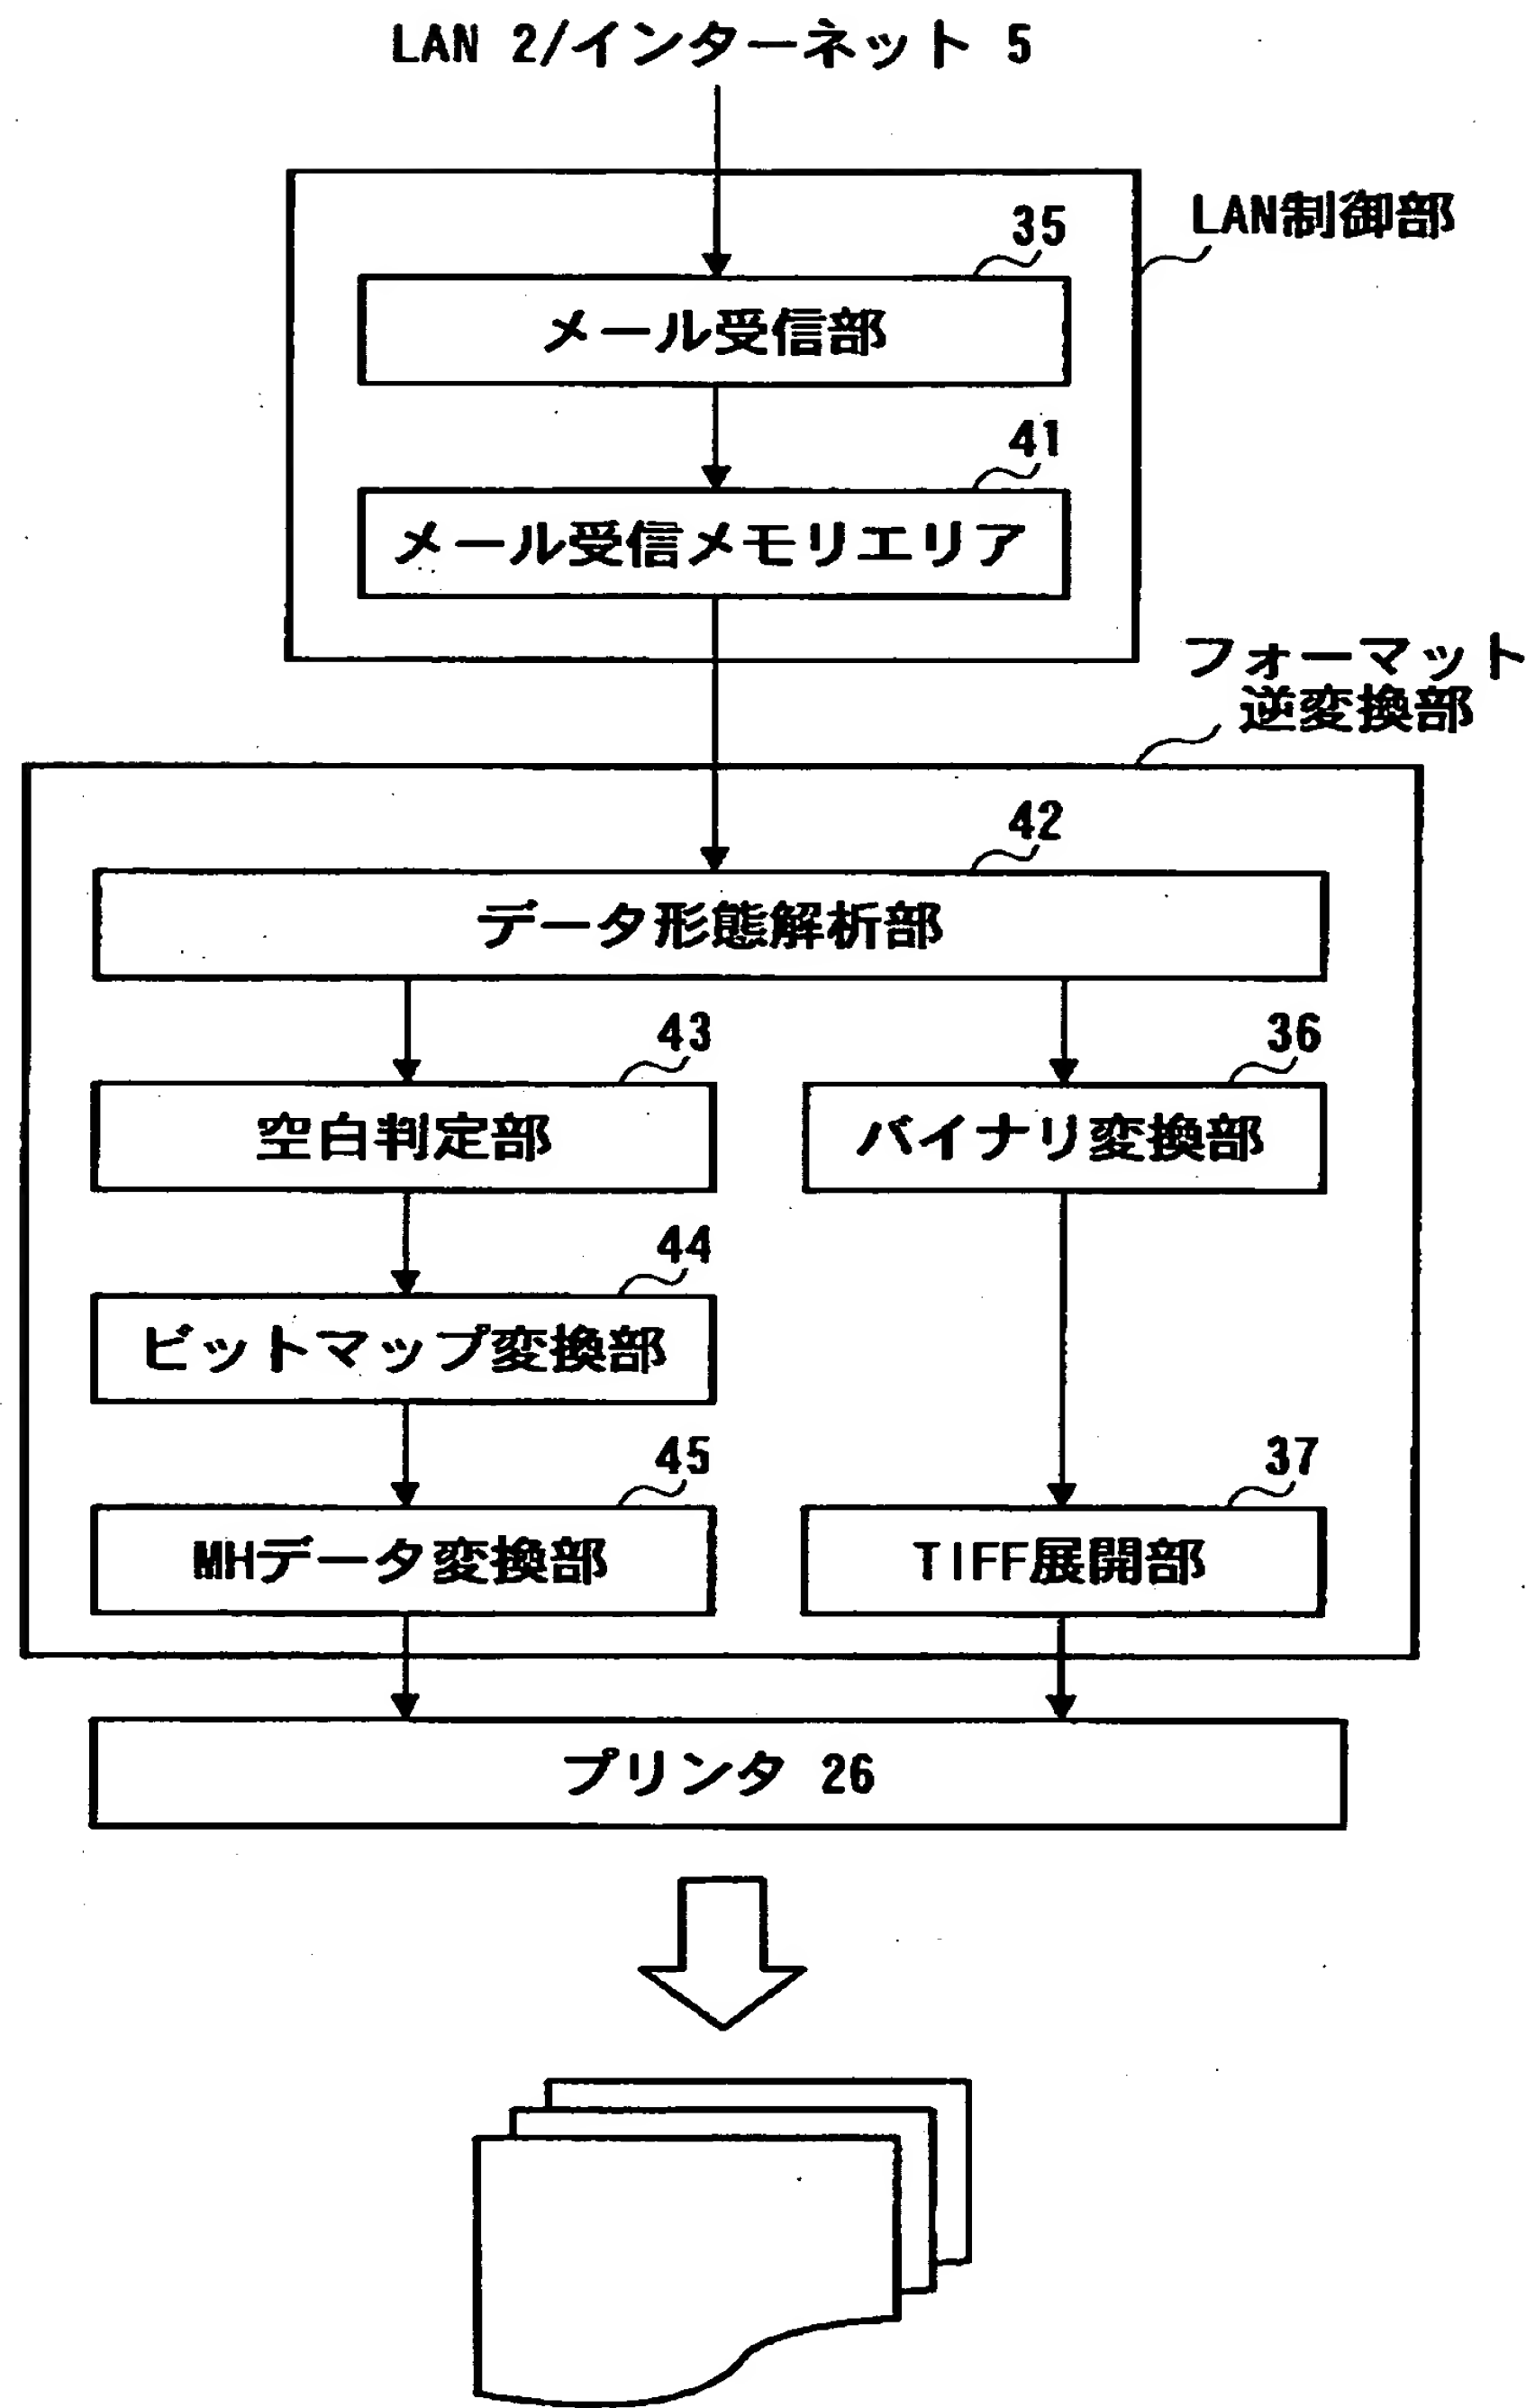 LAN 2/インターネット 5
LAN制御部
35
メール受信部
41
メール受信メモリエリア
フォーマット
逆変換部
42
データ形態解析部
43
36
空白判定部
バイナリ変換部
44
ビットマップ変換部
45
37
MHデータ変換部
TIFF展開部
プリンタ 26